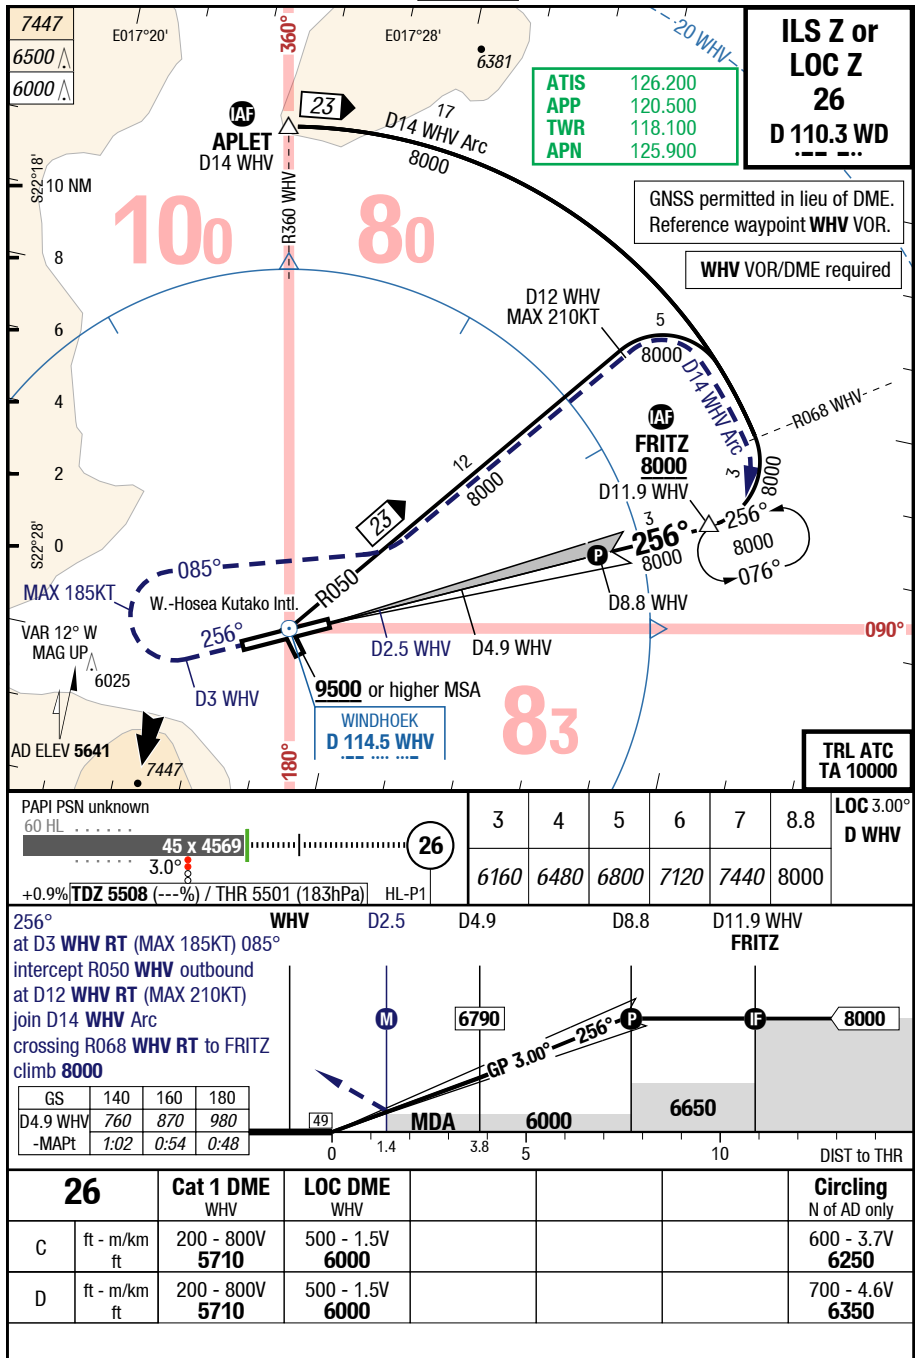 7447
6500
6000
E017°20'
360°
E017°28'
20 WHV
6381
ILS Z or
LOC Z
26
D 110.3 WD
ATIS 126.200
APP 120.500
TWR 118.100
APN 125.900
IAF
APLET
D14 WHV
23
17
D14 WHV Arc
8000
S22°18'
10 NM
R360 WHV
100
80
GNSS permitted in lieu of DME.
Reference waypoint WHV VOR.
WHV VOR/DME required
8
D12 WHV
MAX 210KT
5
8000
6
D14 WHV Arc
4
R068 WHV
IAF
FRITZ
8000
D11.9 WHV
12
8000
3
8000
2
23
3
256°
8000
256°
8000
076°
S22°28'
0
P
085°
MAX 185KT
R050
D8.8 WHV
W.-Hosea Kutako Intl.
256°
VAR 12° W
MAG UP
6025
D2.5 WHV
D4.9 WHV
090°
D3 WHV
9500 or higher MSA
83
WINDHOEK
D 114.5 WHV
AD ELEV 5641
7447
180°
TRL ATC
TA 10000
PAPI PSN unknown
60 HL
45 x 4569
26
3.0°
+0.9% TDZ 5508 (---%) / THR 5501 (183hPa) HL-P1
3 4 5 6 7 8.8 LOC 3.00°
D WHV
6160 6480 6800 7120 7440 8000
256°
at D3 WHV RT (MAX 185KT) 085°
intercept R050 WHV outbound
at D12 WHV RT (MAX 210KT)
join D14 WHV Arc
crossing R068 WHV RT to FRITZ
climb 8000
WHV D2.5 D4.9 D8.8 D11.9 WHV
FRITZ
M 6790 256° P IF 8000
GP 3.00°
49 MDA 6000 6650
0 1.4 3.8 5 10 DIST to THR
GS 140 160 180
D4.9 WHV 760 870 980
-MAPt 1:02 0:54 0:48
26 Cat 1 DME LOC DME Circling
WHV WHV N of AD only
C ft - m/km 200 - 800V 500 - 1.5V 600 - 3.7V
ft 5710 6000 6250
D ft - m/km 200 - 800V 500 - 1.5V 700 - 4.6V
ft 5710 6000 6350